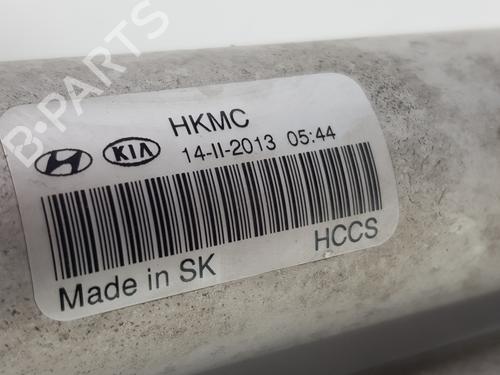 B-PARTS
HKMC
KIA
14-II-2013 05:44
HCCS
Made in SK